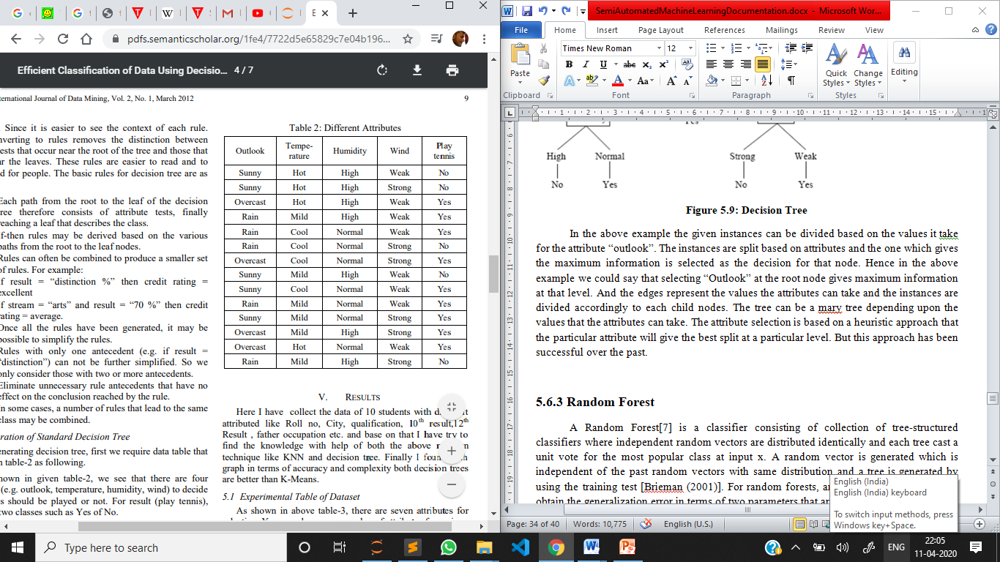 G
G
T
W
T
M
G
E
pdfs.semanticscholar.org/1fe4/7722d5e65829c7e04b196...
Efficient Classification of Data Using Decisio... 4 / 7
ternational Journal of Data Mining, Vol. 2, No. 1, March 2012 9
. Since it is easier to see the context of each rule.
nverting to rules removes the distinction between
ests that occur near the root of the tree and those that
ar the leaves. These rules are easier to read and to
d for people. The basic rules for decision tree are as
Each path from the root to the leaf of the decision
ree therefore consists of attribute tests, finally
reaching a leaf that describes the class.
If-then rules may be derived based on the various
paths from the root to the leaf nodes.
Rules can often be combined to produce a smaller set
of rules. For example:
If result = “distinction %” then credit rating =
excellent
If stream = “arts” and result = “70 %” then credit
rating = average.
Once all the rules have been generated, it may be
possible to simplify the rules.
Rules with only one antecedent (e.g. if result =
“distinction”) can not be further simplified. So we
only consider those with two or more antecedents.
Eliminate unnecessary rule antecedents that have no
effect on the conclusion reached by the rule.
In some cases, a number of rules that lead to the same
class may be combined.
ration of Standard Decision Tree
enerating decision tree, first we require data table that
n table-2 as following.
hown in given table-2, we see that there are four
(e.g. outlook, temperature, humidity, wind) to decide
s should be played or not. For result (play tennis),
two classes such as Yes of No.
Table 2: Different Attributes
Outlook Tempe-rature Humidity Wind Play tennis
Sunny Hot High Weak No
Sunny Hot High Strong No
Overcast Hot High Weak Yes
Rain Mild High Weak Yes
Rain Cool Normal Weak Yes
Rain Cool Normal Strong No
Overcast Cool Normal Strong Yes
Sunny Mild High Weak No
Sunny Cool Normal Weak Yes
Rain Mild Normal Weak Yes
Sunny Mild Normal Strong Yes
Overcast Mild High Strong Yes
Overcast Hot Normal Weak Yes
Rain Mild High Strong No
V. RESULTS
Here I have collect the data of 10 students with
attributed like Roll no, City, qualification, 10th result,12th
Result , father occupation etc. and base on that I have try to
find the knowledge with help of both the above
technique like KNN and decision tree. Finally I
graph in terms of accuracy and complexity both decision trees
are better than K-Means.
5.1 Experimental Table of Dataset
As shown in above table-3, there are seven attributes for
SemiAutomatedMachineLearningDocumentation.docx - Microsoft Wor...
File Home Insert Page Layout References Mailings Review View
Paste
Times New Roman 12
B I U abc x₂ x²
A ab A Aa A A
Quick Styles
Change Styles
Editing
Clipboard Font Paragraph Styles
1 2 3 4 5 6 7 8 9 10 11 12 13 14 15
High Normal Strong Weak
No Yes No Yes
Figure 5.9: Decision Tree
In the above example the given instances can be divided based on the values it take
for the attribute “outlook”. The instances are split based on attributes and the one which gives
the maximum information is selected as the decision for that node. Hence in the above
example we could say that selecting “Outlook” at the root node gives maximum information
at that level. And the edges represent the values the attributes can take and the instances are
divided accordingly to each child nodes. The tree can be a mary tree depending upon the
values that the attributes can take. The attribute selection is based on a heuristic approach that
the particular attribute will give the best split at a particular level. But this approach has been
successful over the past.
5.6.3 Random Forest
A Random Forest[7] is a classifier consisting of collection of tree-structured
classifiers where independent random vectors are distributed identically and each tree cast a
unit vote for the most popular class at input x. A random vector is generated which is
independent of the past random vectors with same distribution and a tree is generated by
using the training test [Brieman (2001)]. For random forests, an
obtain the generalization error in terms of two parameters that ar
English (India)
English (India) keyboard
To switch input methods, press
Windows key+Space.
Page: 34 of 40 Words: 10,775 English (U.S.)
Type here to search
ENG
22:05
11-04-2020